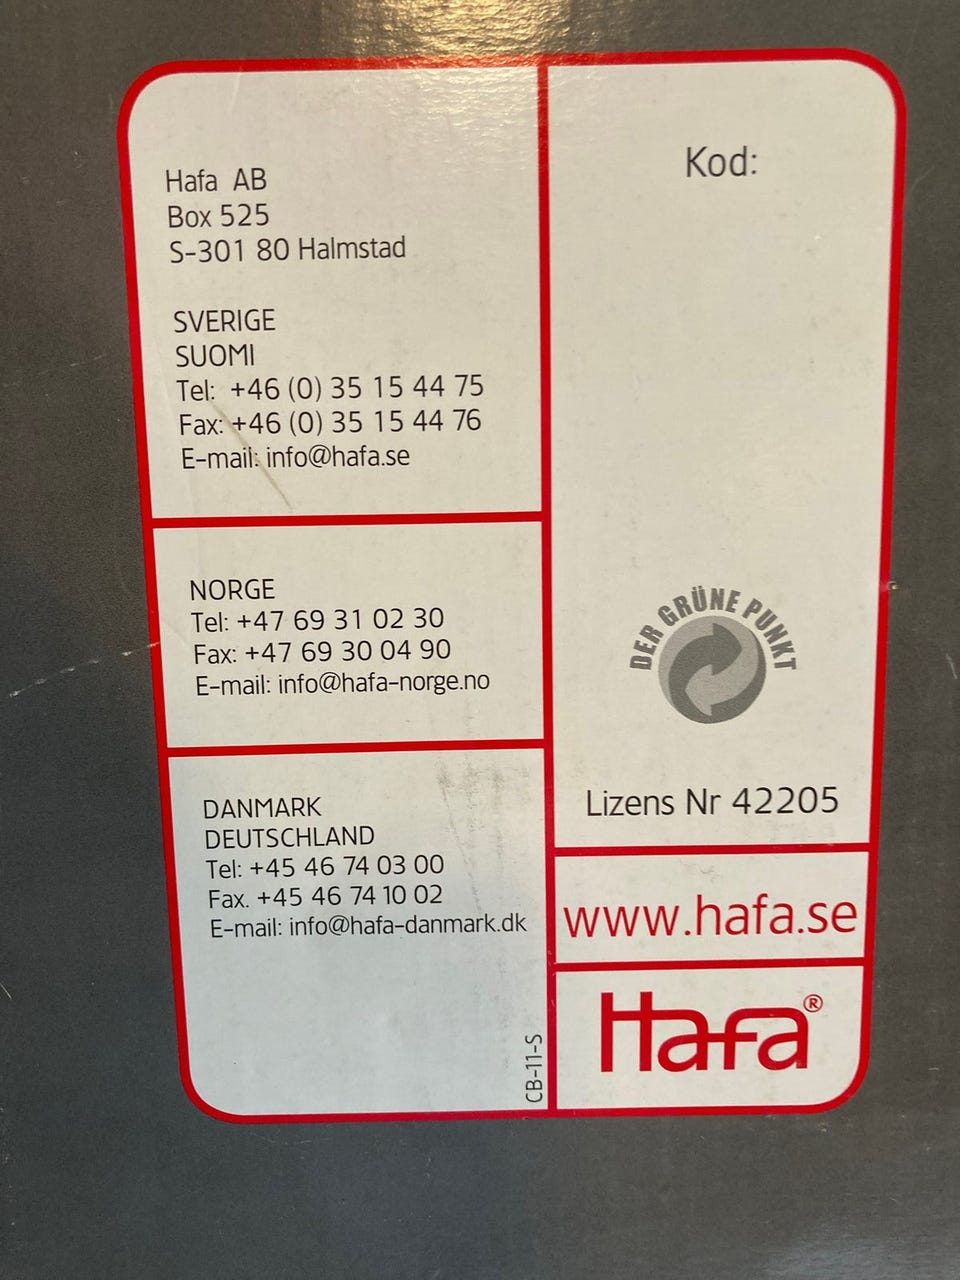 Hafa AB
Box 525
S-301 80 Halmstad
SVERIGE
SUOMI
Tel: +46 (0) 35 15 44 75
Fax: +46 (0) 35 15 44 76
E-mail: info@hafa.se
NORGE
Tel: +47 69 31 02 30
Fax: +47 69 30 04 90
E-mail: info@hafa-norge.no
DANMARK
DEUTSCHLAND
Tel: +45 46 74 03 00
Fax. +45 46 74 10 02
E-mail: info@hafa-danmark.dk
CB-11-S
Kod:
DER GRÜNE PUNKT
Lizens Nr 42205
www.hafa.se
Hafa®